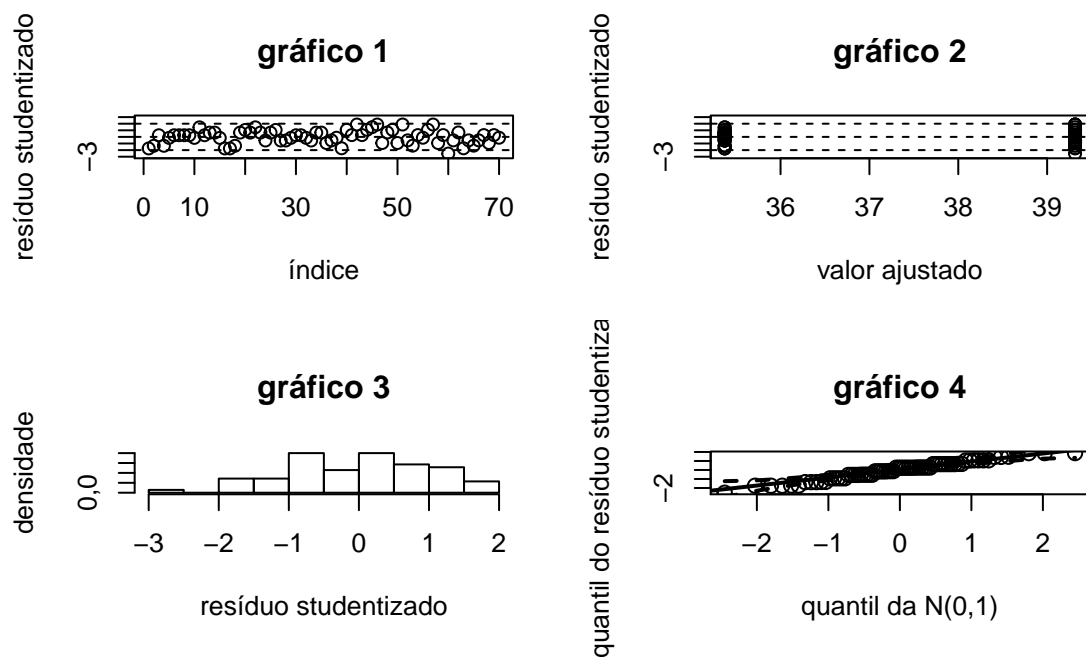 gráfico 1
resíduo studentizado
−3
0 10 30 50 70
índice
gráfico 2
resíduo studentizado
−3
36 37 38 39
valor ajustado
gráfico 3
densidade
0,0
−3 −2 −1 0 1 2
resíduo studentizado
gráfico 4
quantil do resíduo studentiza
−2
−2 −1 0 1 2
quantil da N(0,1)